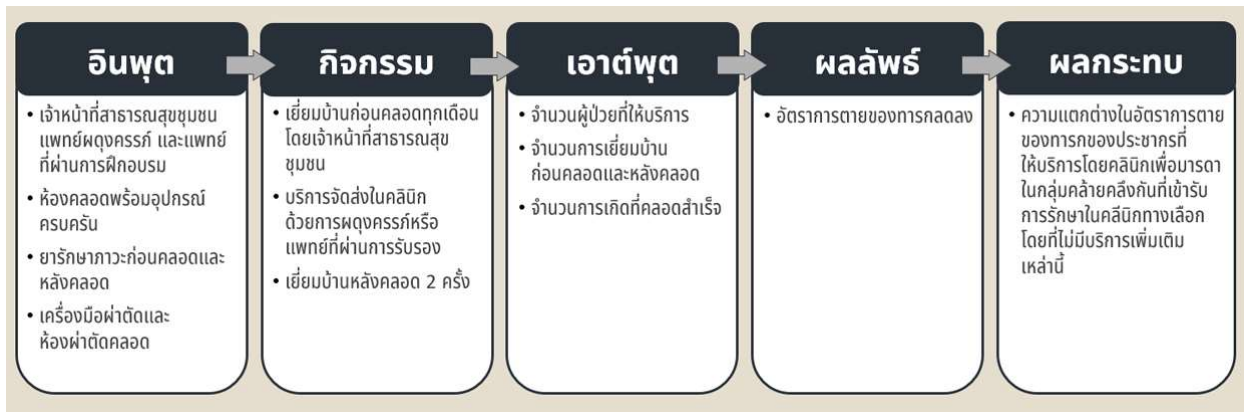 อินพุต
• เจ้าหน้าที่สาธารณสุขชุมชน
แพทย์ผดุงครรภ์ และแพทย์
ที่ผ่านการฝึกอบรม
• ห้องคลอดพร้อมอุปกรณ์
ครบครัน
• ยารักษาภาวะก่อนคลอดและ
หลังคลอด
• เครื่องมือผ่าตัดและ
ห้องผ่าตัดคลอด
กิจกรรม
• เยี่ยมบ้านก่อนคลอดทุกเดือน
โดยเจ้าหน้าที่สาธารณสุข
ชุมชน
• บริการจัดส่งในคลินิก
ด้วยการผดุงครรภ์หรือ
แพทย์ที่ผ่านการรับรอง
• เยี่ยมบ้านหลังคลอด 2 ครั้ง
เอาต์พุต
• จำนวนผู้ป่วยที่ให้บริการ
• จำนวนการเยี่ยมบ้าน
ก่อนคลอดและหลังคลอด
• จำนวนการเกิดที่คลอดสำเร็จ
ผลลัพธ์
• อัตราการตายของทารกลดลง
ผลกระทบ
• ความแตกต่างในอัตราการตาย
ของทารกของประชากรที่
ให้บริการโดยคลินิกเพื่อมารดา
ในกลุ่มคล้ายคลึงกันที่เข้ารับ
การรักษาในคลีนิกทางเลือก
โดยที่ไม่มีบริการเพิ่มเติม
เหล่านี้